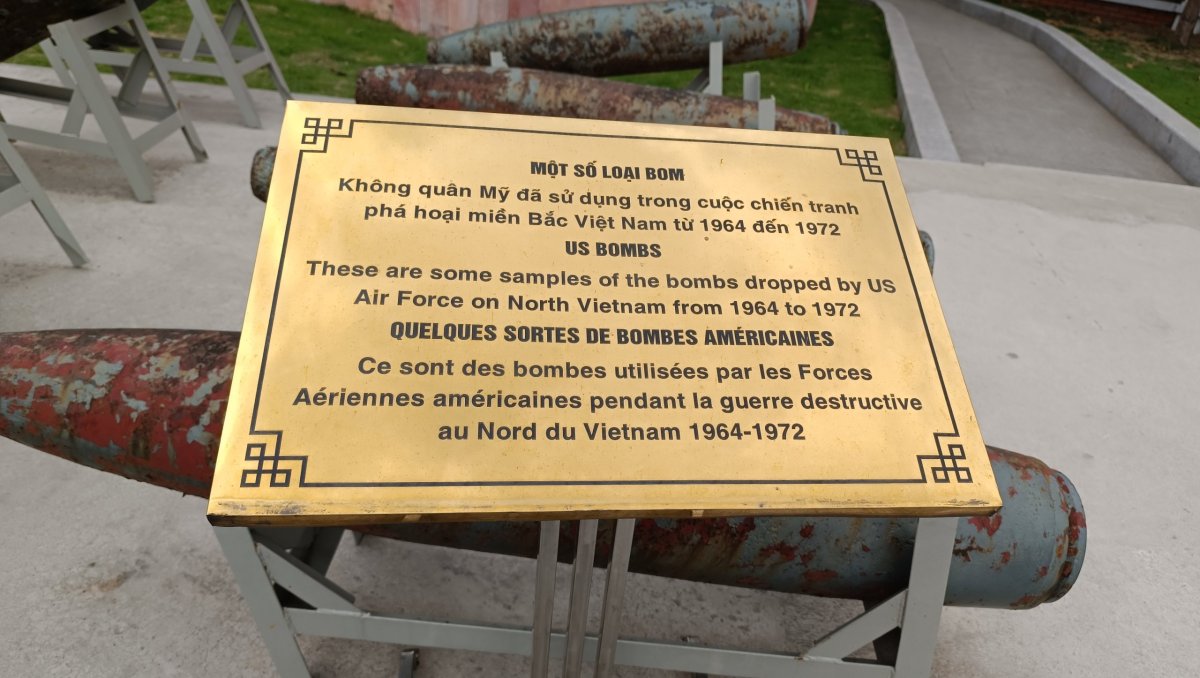 MỘT SỐ LOẠI BOM
Không quân Mỹ đã sử dụng trong cuộc chiến tranh
phá hoại miền Bắc Việt Nam từ 1964 đến 1972
US BOMBS
These are some samples of the bombs dropped by US
Air Force on North Vietnam from 1964 to 1972
QUELQUES SORTES DE BOMBES AMÉRICAINES
Ce sont des bombes utilisées par les Forces
Aériennes américaines pendant la guerre destructive
au Nord du Vietnam 1964-1972